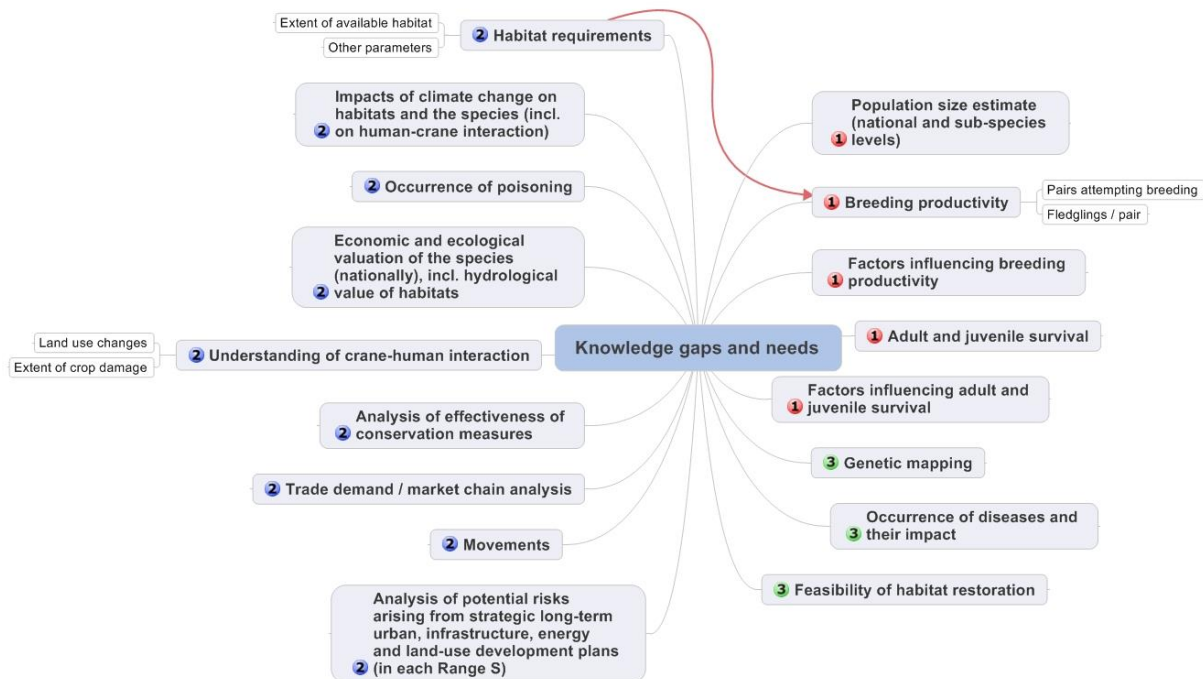 Extent of available habitat
Other parameters
2 Habitat requirements
Impacts of climate change on
habitats and the species (incl.
2 on human-crane interaction)
2 Occurrence of poisoning
Economic and ecological
valuation of the species
(nationally), incl. hydrological
2 value of habitats
Land use changes
Extent of crop damage
2 Understanding of crane-human interaction
Analysis of effectiveness of
2 conservation measures
2 Trade demand / market chain analysis
2 Movements
Analysis of potential risks
arising from strategic long-term
urban, infrastructure, energy
and land-use development plans
2 (in each Range S)
Knowledge gaps and needs
Population size estimate
(national and sub-species
1 levels)
1 Breeding productivity
Pairs attempting breeding
Fledglings / pair
Factors influencing breeding
1 productivity
1 Adult and juvenile survival
Factors influencing adult and
1 juvenile survival
3 Genetic mapping
Occurrence of diseases and
3 their impact
3 Feasibility of habitat restoration